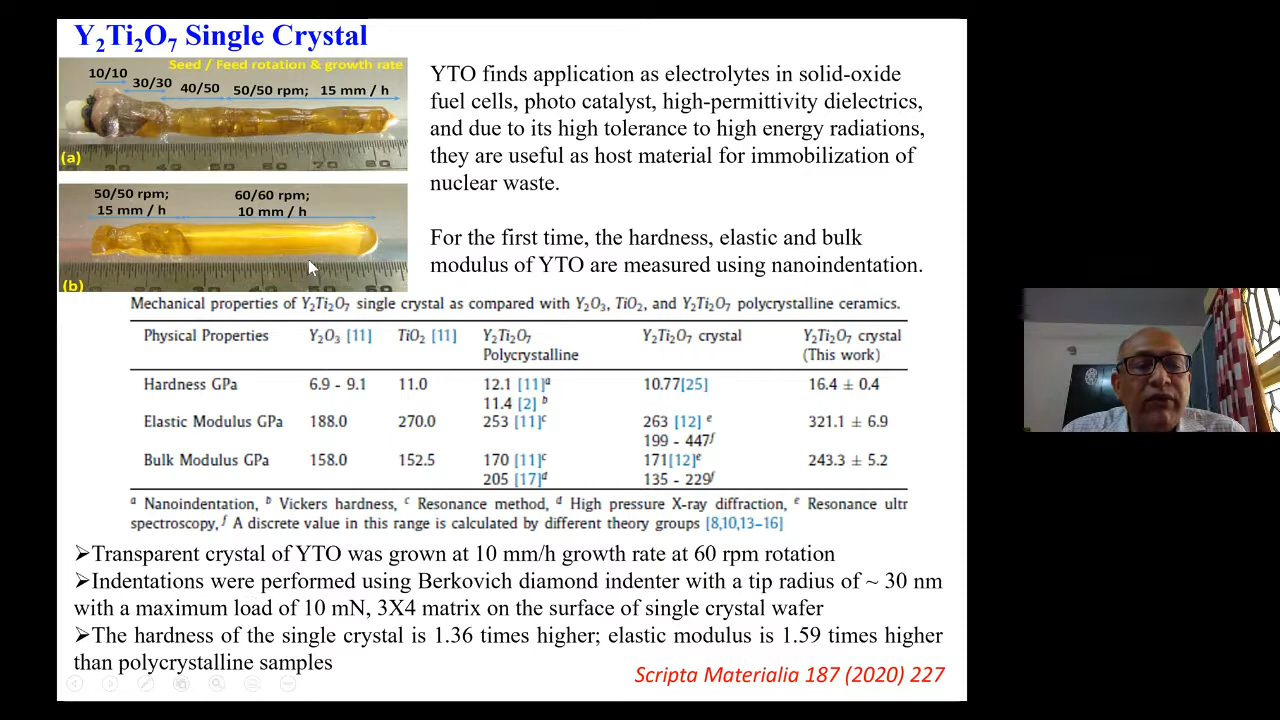 Y₂Ti₂O₇ Single Crystal
Seed / Feed rotation & growth rate
10/10
30/30
40/50
50/50 rpm; 15 mm / h
(a)
30
40
50
60
70
80
50/50 rpm;
15 mm / h
60/60 rpm;
10 mm / h
(b)
YTO finds application as electrolytes in solid-oxide
fuel cells, photo catalyst, high-permittivity dielectrics,
and due to its high tolerance to high energy radiations,
they are useful as host material for immobilization of
nuclear waste.
For the first time, the hardness, elastic and bulk
modulus of YTO are measured using nanoindentation.
Mechanical properties of Y₂Ti₂O₇ single crystal as compared with Y₂O₃, TiO₂, and Y₂Ti₂O₇ polycrystalline ceramics.
Physical Properties Y₂O₃ [11] TiO₂ [11] Y₂Ti₂O₇ Y₂Ti₂O₇ crystal Y₂Ti₂O₇ crystal
Polycrystalline (This work)
Hardness GPa 6.9 - 9.1 11.0 12.1 [11]ᵃ 10.77[25] 16.4 ± 0.4
11.4 [2] ᵇ
Elastic Modulus GPa 188.0 270.0 253 [11]ᶜ 263 [12] ᵉ 321.1 ± 6.9
199 - 447ᶠ
Bulk Modulus GPa 158.0 152.5 170 [11]ᶜ 171[12]ᵉ 243.3 ± 5.2
205 [17]ᵈ 135 - 229ᶠ
ᵃ Nanoindentation, ᵇ Vickers hardness, ᶜ Resonance method, ᵈ High pressure X-ray diffraction, ᵉ Resonance ultr
spectroscopy, ᶠ A discrete value in this range is calculated by different theory groups [8,10,13–16]
➢Transparent crystal of YTO was grown at 10 mm/h growth rate at 60 rpm rotation
➢Indentations were performed using Berkovich diamond indenter with a tip radius of ~ 30 nm
with a maximum load of 10 mN, 3X4 matrix on the surface of single crystal wafer
➢The hardness of the single crystal is 1.36 times higher; elastic modulus is 1.59 times higher
than polycrystalline samples
Scripta Materialia 187 (2020) 227